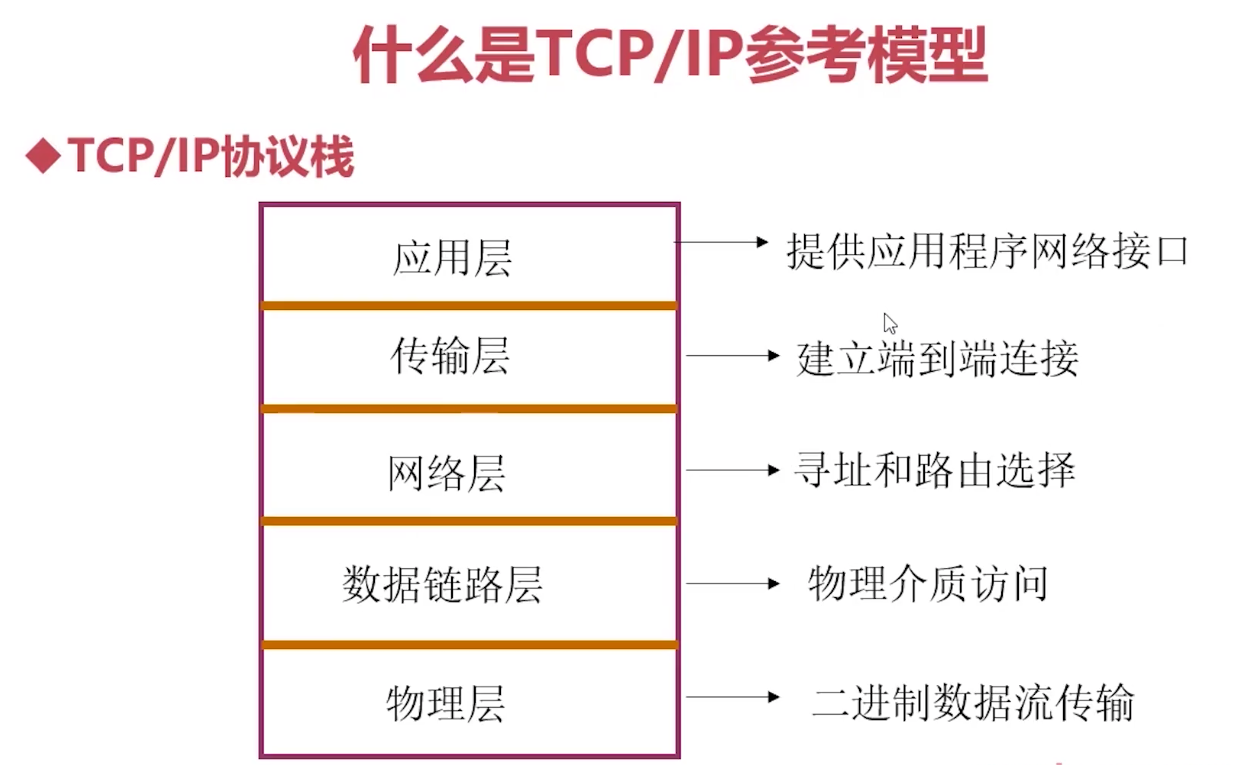 什么是TCP/IP参考模型
TCP/IP协议栈
应用层
提供应用程序网络接口
传输层
建立端到端连接
网络层
寻址和路由选择
数据链路层
物理介质访问
物理层
二进制数据流传输